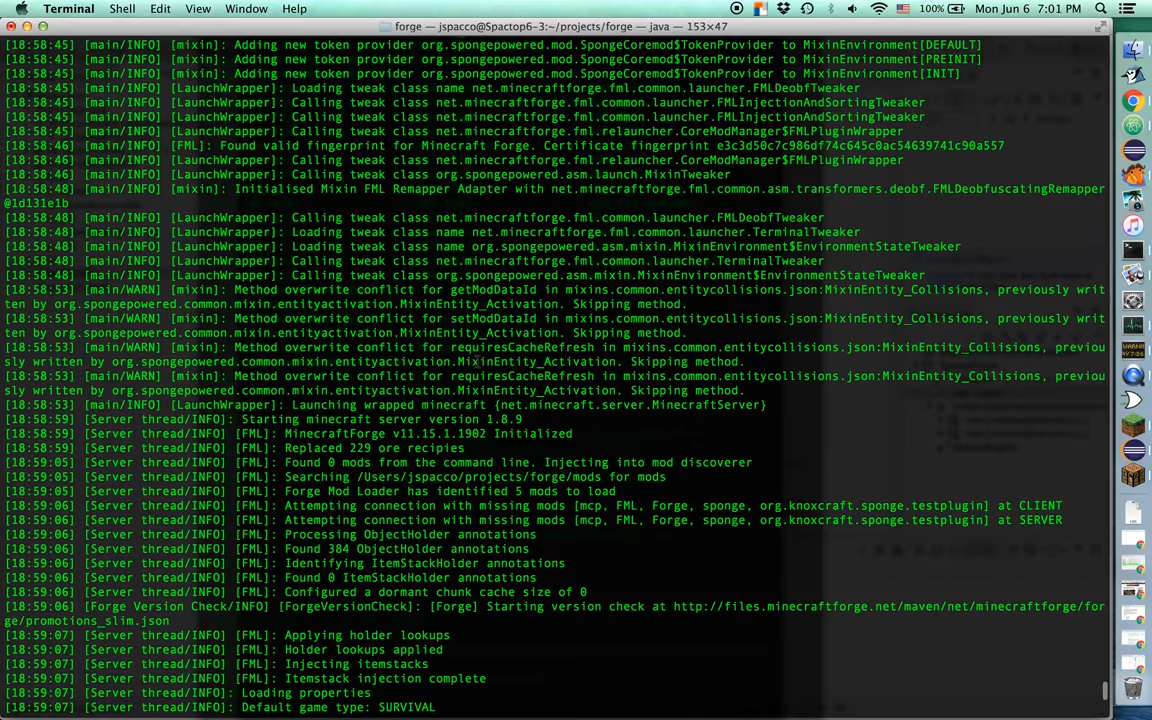 Terminal Shell Edit View Window Help 100% Mon Jun 6 7:01 PM
forge — jspacco@Spactop6-3:~/projects/forge — java — 153×47
[18:58:45] [main/INFO] [mixin]: Adding new token provider org.spongepowered.mod.SpongeCoremod$TokenProvider to MixinEnvironment[DEFAULT]
[18:58:45] [main/INFO] [mixin]: Adding new token provider org.spongepowered.mod.SpongeCoremod$TokenProvider to MixinEnvironment[PREINIT]
[18:58:45] [main/INFO] [mixin]: Adding new token provider org.spongepowered.mod.SpongeCoremod$TokenProvider to MixinEnvironment[INIT]
[18:58:45] [main/INFO] [LaunchWrapper]: Loading tweak class name net.minecraftforge.fml.common.launcher.FMLDeobfTweaker
[18:58:45] [main/INFO] [LaunchWrapper]: Calling tweak class net.minecraftforge.fml.common.launcher.FMLInjectionAndSortingTweaker
[18:58:45] [main/INFO] [LaunchWrapper]: Calling tweak class net.minecraftforge.fml.common.launcher.FMLInjectionAndSortingTweaker
[18:58:45] [main/INFO] [LaunchWrapper]: Calling tweak class net.minecraftforge.fml.relauncher.CoreModManager$FMLPluginWrapper
[18:58:46] [main/INFO] [FML]: Found valid fingerprint for Minecraft Forge. Certificate fingerprint e3c3d50c7c986df74c645c0ac54639741c90a557
[18:58:46] [main/INFO] [LaunchWrapper]: Calling tweak class net.minecraftforge.fml.relauncher.CoreModManager$FMLPluginWrapper
[18:58:46] [main/INFO] [LaunchWrapper]: Calling tweak class org.spongepowered.asm.launch.MixinTweaker
[18:58:48] [main/INFO] [mixin]: Initialised Mixin FML Remapper Adapter with net.minecraftforge.fml.common.asm.transformers.deobf.FMLDeobfuscatingRemapper
@1d131e1b
[18:58:48] [main/INFO] [LaunchWrapper]: Calling tweak class net.minecraftforge.fml.common.launcher.FMLDeobfTweaker
[18:58:48] [main/INFO] [LaunchWrapper]: Loading tweak class name net.minecraftforge.fml.common.launcher.TerminalTweaker
[18:58:48] [main/INFO] [LaunchWrapper]: Loading tweak class name org.spongepowered.asm.mixin.MixinEnvironment$EnvironmentStateTweaker
[18:58:48] [main/INFO] [LaunchWrapper]: Calling tweak class net.minecraftforge.fml.common.launcher.TerminalTweaker
[18:58:48] [main/INFO] [LaunchWrapper]: Calling tweak class org.spongepowered.asm.mixin.MixinEnvironment$EnvironmentStateTweaker
[18:58:53] [main/WARN] [mixin]: Method overwrite conflict for getModDataId in mixins.common.entitycollisions.json:MixinEntity_Collisions, previously writ
ten by org.spongepowered.common.mixin.entityactivation.MixinEntity_Activation. Skipping method.
[18:58:53] [main/WARN] [mixin]: Method overwrite conflict for setModDataId in mixins.common.entitycollisions.json:MixinEntity_Collisions, previously writ
ten by org.spongepowered.common.mixin.entityactivation.MixinEntity_Activation. Skipping method.
[18:58:53] [main/WARN] [mixin]: Method overwrite conflict for requiresCacheRefresh in mixins.common.entitycollisions.json:MixinEntity_Collisions, previou
sly written by org.spongepowered.common.mixin.entityactivation.MixinEntity_Activation. Skipping method.
[18:58:53] [main/WARN] [mixin]: Method overwrite conflict for requiresCacheRefresh in mixins.common.entitycollisions.json:MixinEntity_Collisions, previou
sly written by org.spongepowered.common.mixin.entityactivation.MixinEntity_Activation. Skipping method.
[18:58:53] [main/INFO] [LaunchWrapper]: Launching wrapped minecraft {net.minecraft.server.MinecraftServer}
[18:58:59] [Server thread/INFO]: Starting minecraft server version 1.8.9
[18:58:59] [Server thread/INFO] [FML]: MinecraftForge v11.15.1.1902 Initialized
[18:58:59] [Server thread/INFO] [FML]: Replaced 229 ore recipies
[18:59:05] [Server thread/INFO] [FML]: Found 0 mods from the command line. Injecting into mod discoverer
[18:59:05] [Server thread/INFO] [FML]: Searching /Users/jspacco/projects/forge/mods for mods
[18:59:05] [Server thread/INFO] [FML]: Forge Mod Loader has identified 5 mods to load
[18:59:06] [Server thread/INFO] [FML]: Attempting connection with missing mods [mcp, FML, Forge, sponge, org.knoxcraft.sponge.testplugin] at CLIENT
[18:59:06] [Server thread/INFO] [FML]: Attempting connection with missing mods [mcp, FML, Forge, sponge, org.knoxcraft.sponge.testplugin] at SERVER
[18:59:06] [Server thread/INFO] [FML]: Processing ObjectHolder annotations
[18:59:06] [Server thread/INFO] [FML]: Found 384 ObjectHolder annotations
[18:59:06] [Server thread/INFO] [FML]: Identifying ItemStackHolder annotations
[18:59:06] [Server thread/INFO] [FML]: Found 0 ItemStackHolder annotations
[18:59:06] [Server thread/INFO] [FML]: Configured a dormant chunk cache size of 0
[18:59:06] [Forge Version Check/INFO] [ForgeVersionCheck]: [Forge] Starting version check at http://files.minecraftforge.net/maven/net/minecraftforge/for
ge/promotions_slim.json
[18:59:07] [Server thread/INFO] [FML]: Applying holder lookups
[18:59:07] [Server thread/INFO] [FML]: Holder lookups applied
[18:59:07] [Server thread/INFO] [FML]: Injecting itemstacks
[18:59:07] [Server thread/INFO] [FML]: Itemstack injection complete
[18:59:07] [Server thread/INFO]: Loading properties
[18:59:07] [Server thread/INFO]: Default game type: SURVIVAL